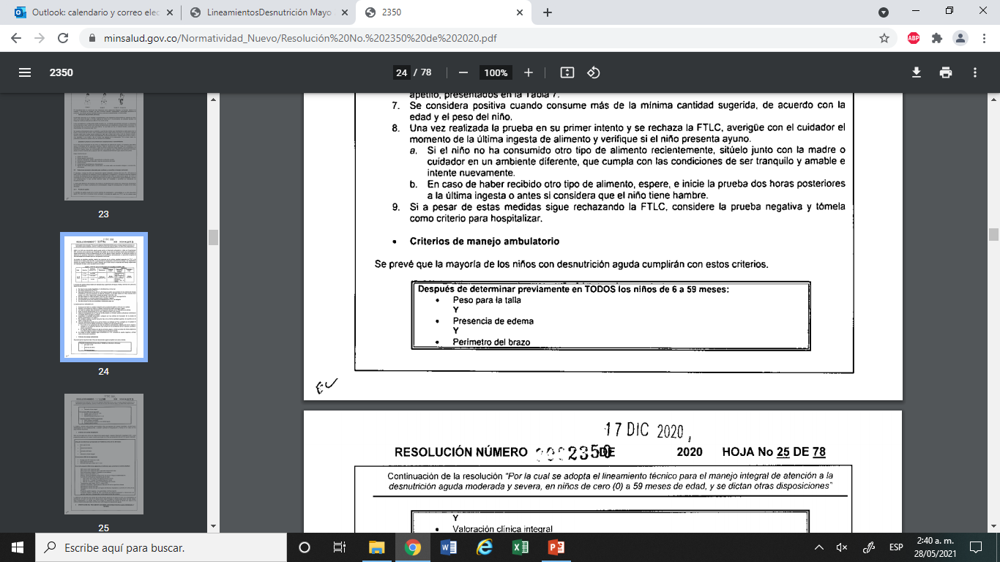 Outlook: calendario y correo elec
LineamientosDesnutrición Mayo
2350
minsalud.gov.co/Normatividad_Nuevo/Resolución%20No.%202350%20de%202020.pdf
ABP
2350
24 / 78
100%
23
24
25
apetito, presentados en la Tabla 7.
7. Se considera positiva cuando consume más de la mínima cantidad sugerida, de acuerdo con la
edad y el peso del niño.
8. Una vez realizada la prueba en su primer intento y se rechaza la FTLC, averigüe con el cuidador el
momento de la última ingesta de alimento y verifique si el niño presenta ayuno.
a. Si el niño no ha consumido otro tipo de alimento recientemente, sitúelo junto con la madre o
cuidador en un ambiente diferente, que cumpla con las condiciones de ser tranquilo y amable e
intente nuevamente.
b. En caso de haber recibido otro tipo de alimento, espere, e inicie la prueba dos horas posteriores
a la última ingesta o antes si considera que el niño tiene hambre.
9. Si a pesar de estas medidas sigue rechazando la FTLC, considere la prueba negativa y tómela
como criterio para hospitalizar.
• Criterios de manejo ambulatorio
Se prevé que la mayoría de los niños con desnutrición aguda cumplirán con estos criterios.
Después de determinar previamente en TODOS los niños de 6 a 59 meses:
• Peso para la talla
Y
• Presencia de edema
Y
• Perímetro del brazo
17 DIC 2020,
RESOLUCIÓN NÚMERO 2350 DE 2020 HOJA No 25 DE 78
Continuación de la resolución "Por la cual se adopta el lineamiento técnico para el manejo integral de atención a la
desnutrición aguda moderada y severa, en niños de cero (0) a 59 meses de edad, y se dictan otras disposiciones"
Y
• Valoración clínica integral
Escribe aquí para buscar.
ESP
2:40 a. m.
28/05/2021